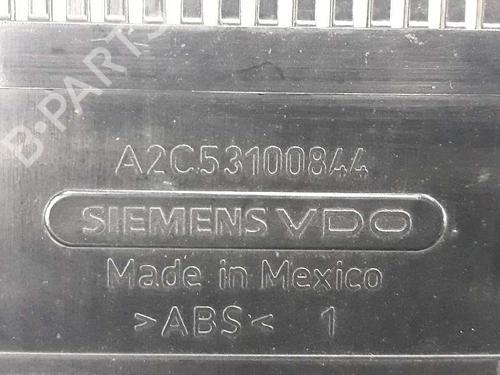 B-PARTS
A2C53100844
SIEMENS VDO
Made in Mexico
>ABS< 1